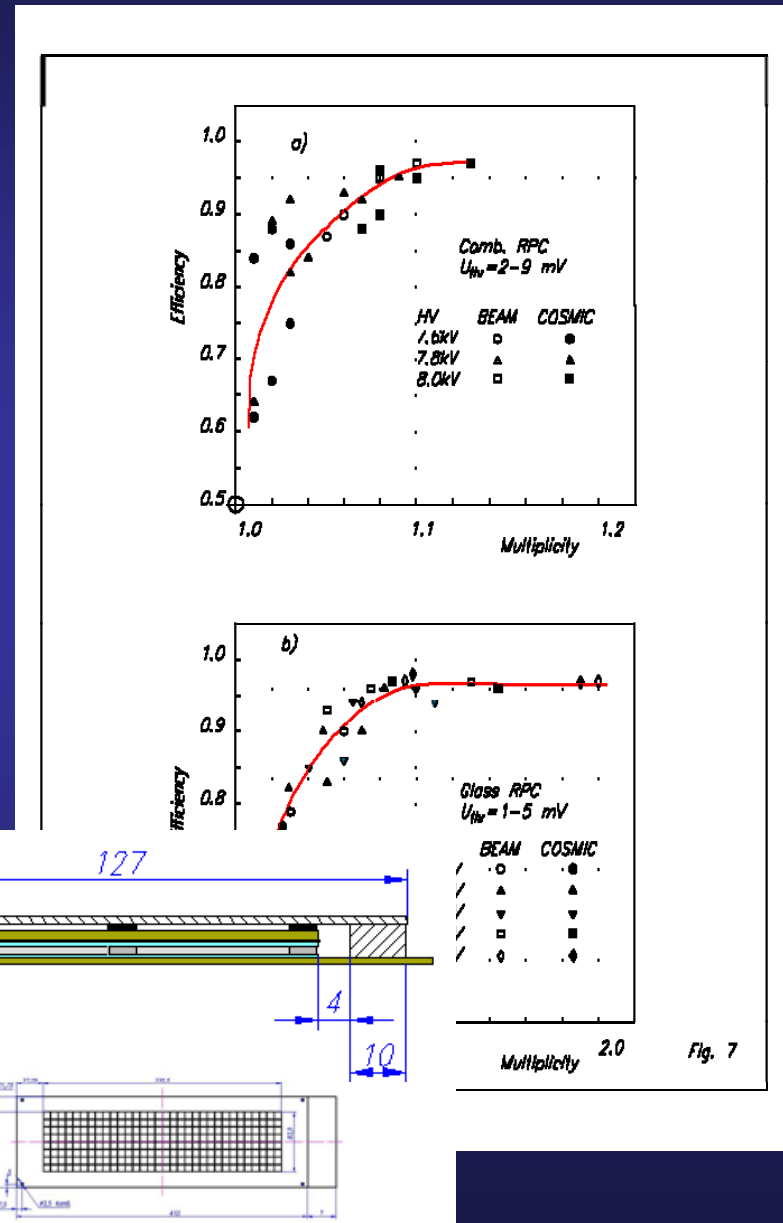 1.0
a)
0.9
Efficiency
0.8
0.7
0.6
0.5
Comb. RPC
Uthr=2-9 mV
HV BEAM COSMIC
7.6kV
7.8kV
8.0kV
1.0 1.1 1.2
Multiplicity
1.0
b)
0.9
0.8
Glass RPC
Uthr=1-5 mV
BEAM COSMIC
127
4
10
Multiplicity 2.0 Fig. 7